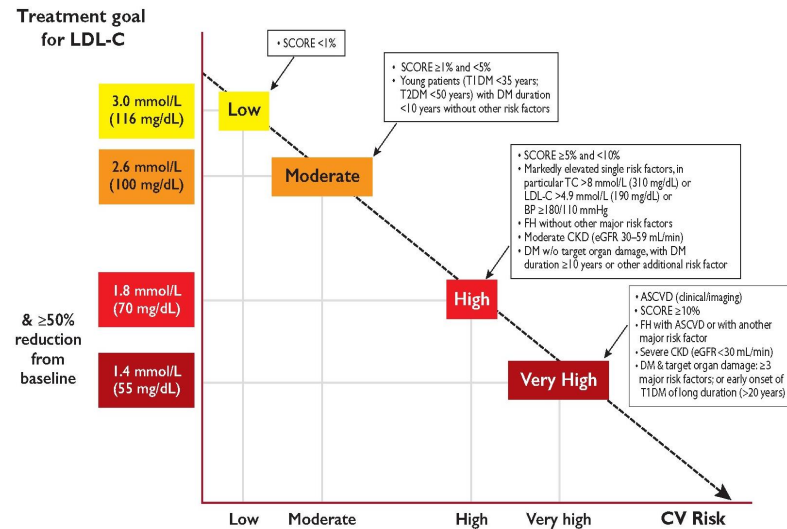 Treatment goal
for LDL-C
• SCORE <1%
• SCORE ≥1% and <5%
• Young patients (T1DM <35 years;
T2DM <50 years) with DM duration
<10 years without other risk factors
3.0 mmol/L
(116 mg/dL)
Low
2.6 mmol/L
(100 mg/dL)
Moderate
• SCORE ≥5% and <10%
• Markedly elevated single risk factors, in
particular TC >8 mmol/L (310 mg/dL) or
LDL-C >4.9 mmol/L (190 mg/dL) or
BP ≥180/110 mmHg
• FH without other major risk factors
• Moderate CKD (eGFR 30–59 mL/min)
• DM w/o target organ damage, with DM
duration ≥10 years or other additional risk factor
1.8 mmol/L
(70 mg/dL)
High
• ASCVD (clinical/imaging)
• SCORE ≥10%
• FH with ASCVD or with another
major risk factor
• Severe CKD (eGFR <30 mL/min)
• DM & target organ damage: ≥3
major risk factors; or early onset of
T1DM of long duration (>20 years)
& ≥50%
reduction
from
baseline
1.4 mmol/L
(55 mg/dL)
Very High
Low
Moderate
High
Very high
CV Risk